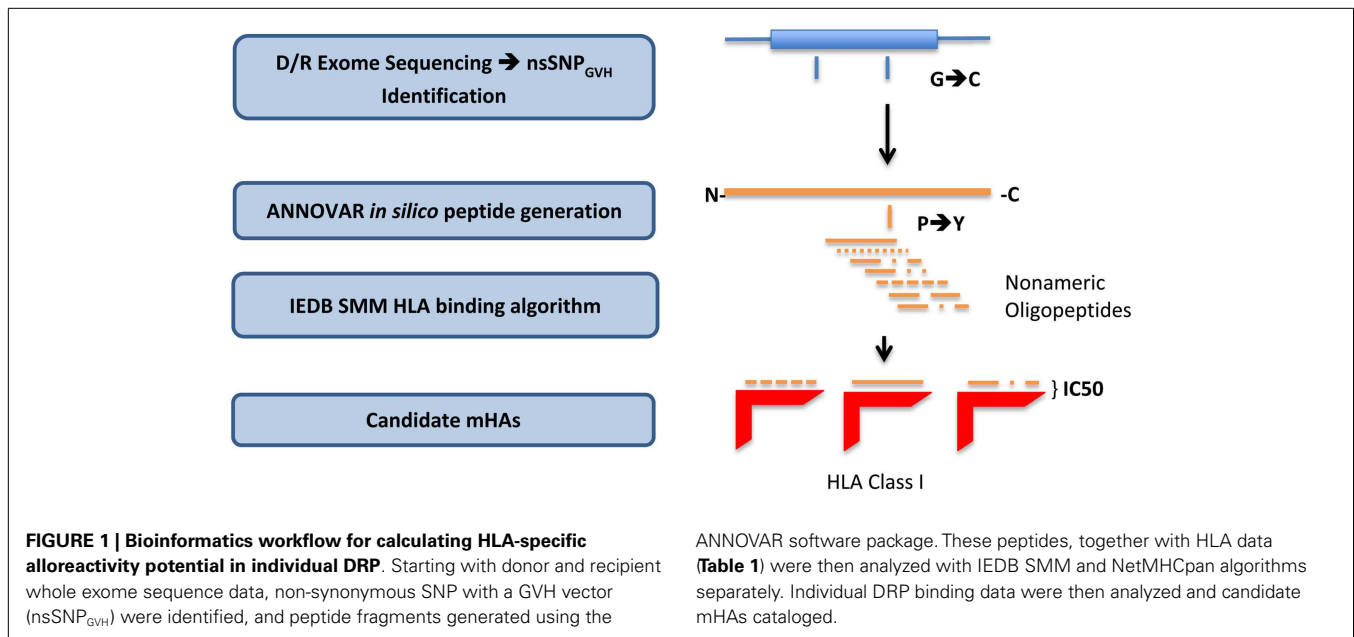 D/R Exome Sequencing ➔ nsSNPGVH
Identification
G➔C
N-
-C
ANNOVAR in silico peptide generation
P➔Y
IEDB SMM HLA binding algorithm
Nonameric
Oligopeptides
Candidate mHAs
} IC50
HLA Class I
FIGURE 1 | Bioinformatics workflow for calculating HLA-specific
alloreactivity potential in individual DRP. Starting with donor and recipient
whole exome sequence data, non-synonymous SNP with a GVH vector
(nsSNPGVH) were identified, and peptide fragments generated using the
ANNOVAR software package. These peptides, together with HLA data
(Table 1) were then analyzed with IEDB SMM and NetMHCpan algorithms
separately. Individual DRP binding data were then analyzed and candidate
mHAs cataloged.